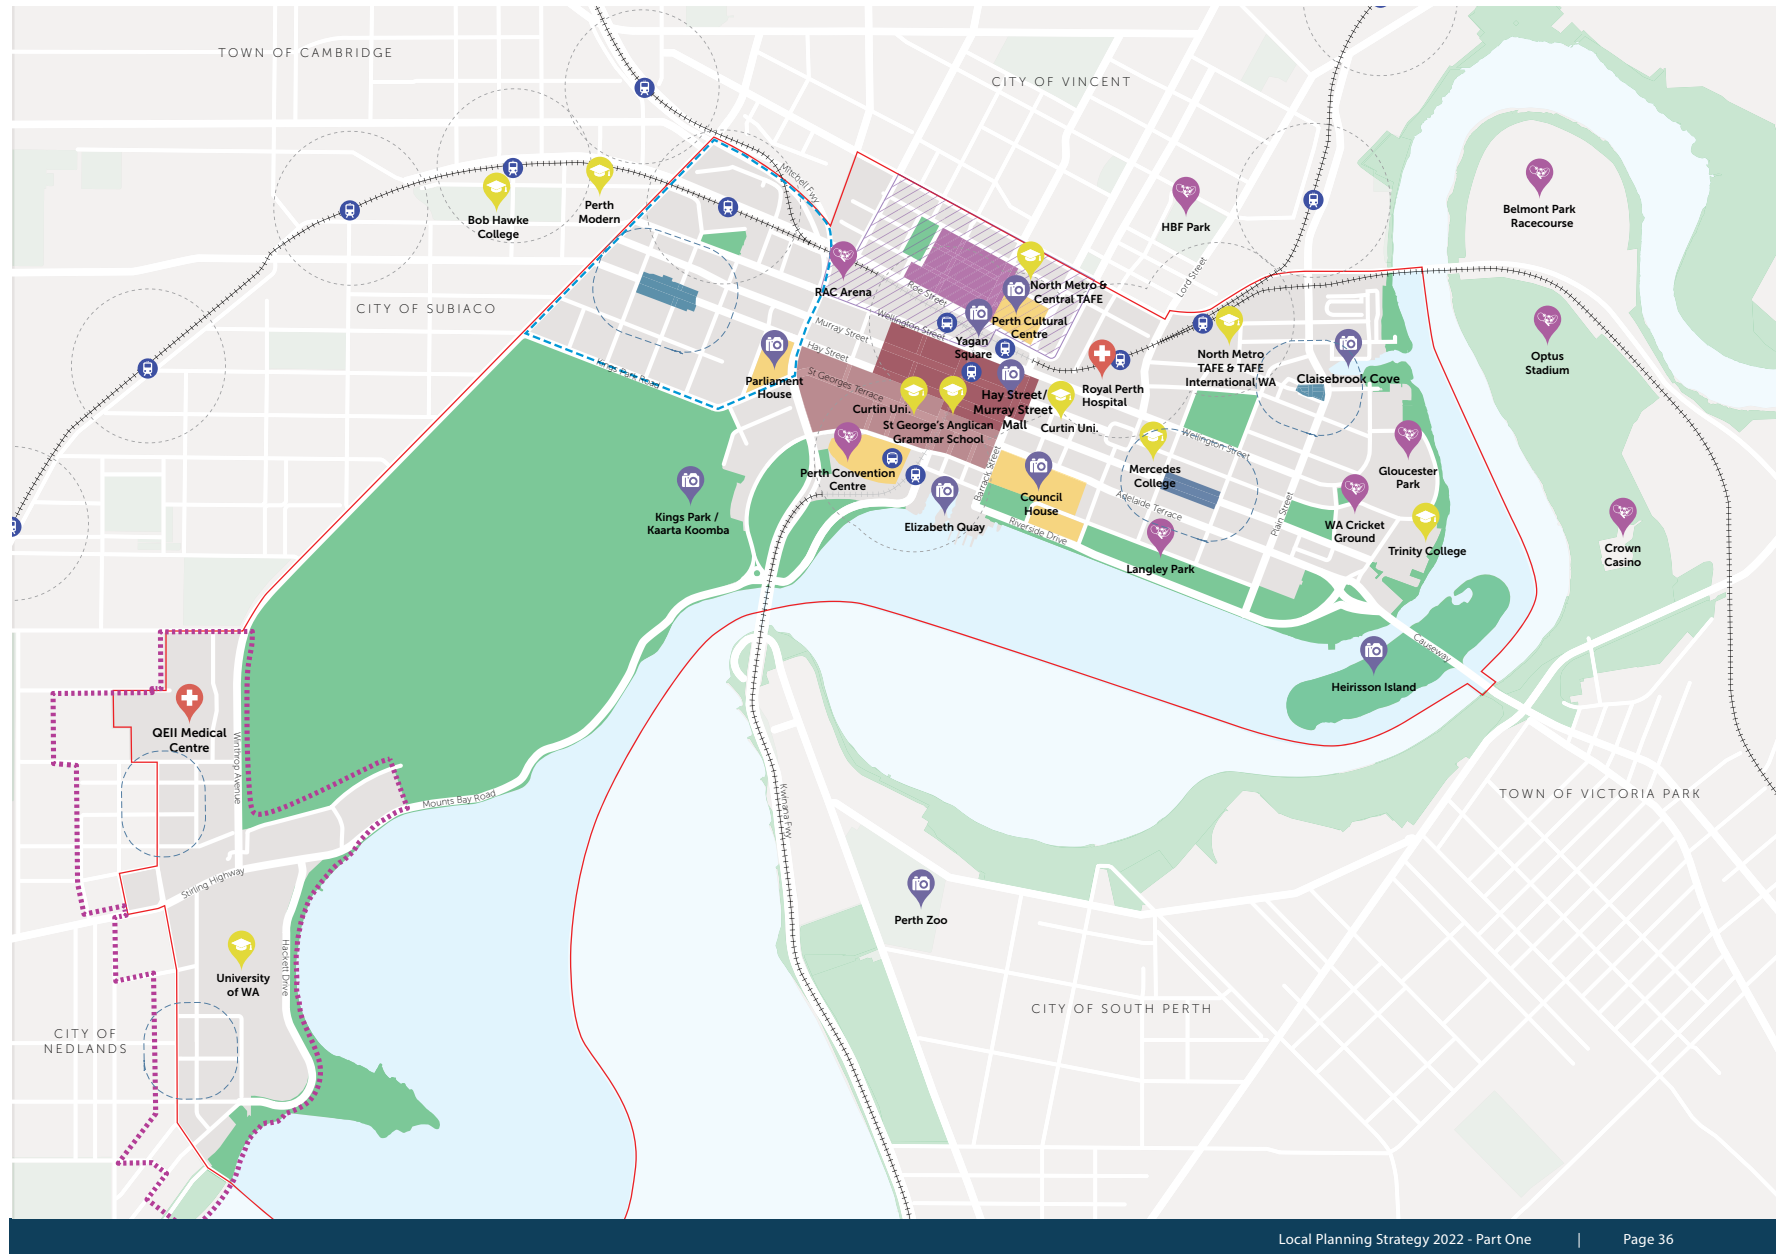 TOWN OF CAMBRIDGE
CITY OF VINCENT
Mitchell Fwy
Bob Hawke
College
Perth
Modern
HBF Park
Belmont Park
Racecourse
Lord Street
CITY OF SUBIACO
RAC Arena
Roe Street
North Metro &
Central TAFE
Wellington Street
Perth Cultural
Centre
Murray Street
Yagan
Square
Hay Street
North Metro
TAFE & TAFE
International WA
Optus
Stadium
Kings Park Road
Parliament
House
St Georges Terrace
Royal Perth
Hospital
Claisebrook Cove
Curtin Uni.
Hay Street/
Murray Street
Mall
St George's Anglican
Grammar School
Curtin Uni.
Wellington Street
Perth Convention
Centre
Barrack Street
Mercedes
College
Gloucester
Park
Kings Park /
Kaarta Koomba
Elizabeth Quay
Council
House
Adelaide Terrace
Plain Street
WA Cricket
Ground
Riverside Drive
Trinity College
Crown
Casino
Langley Park
Causeway
Heirisson Island
QEII Medical
Centre
Winthrop Avenue
Mounts Bay Road
Kwinana Fwy
TOWN OF VICTORIA PARK
Stirling Highway
Perth Zoo
Hackett Drive
University
of WA
CITY OF SOUTH PERTH
CITY OF
NEDLANDS
Local Planning Strategy 2022 - Part One | Page 36